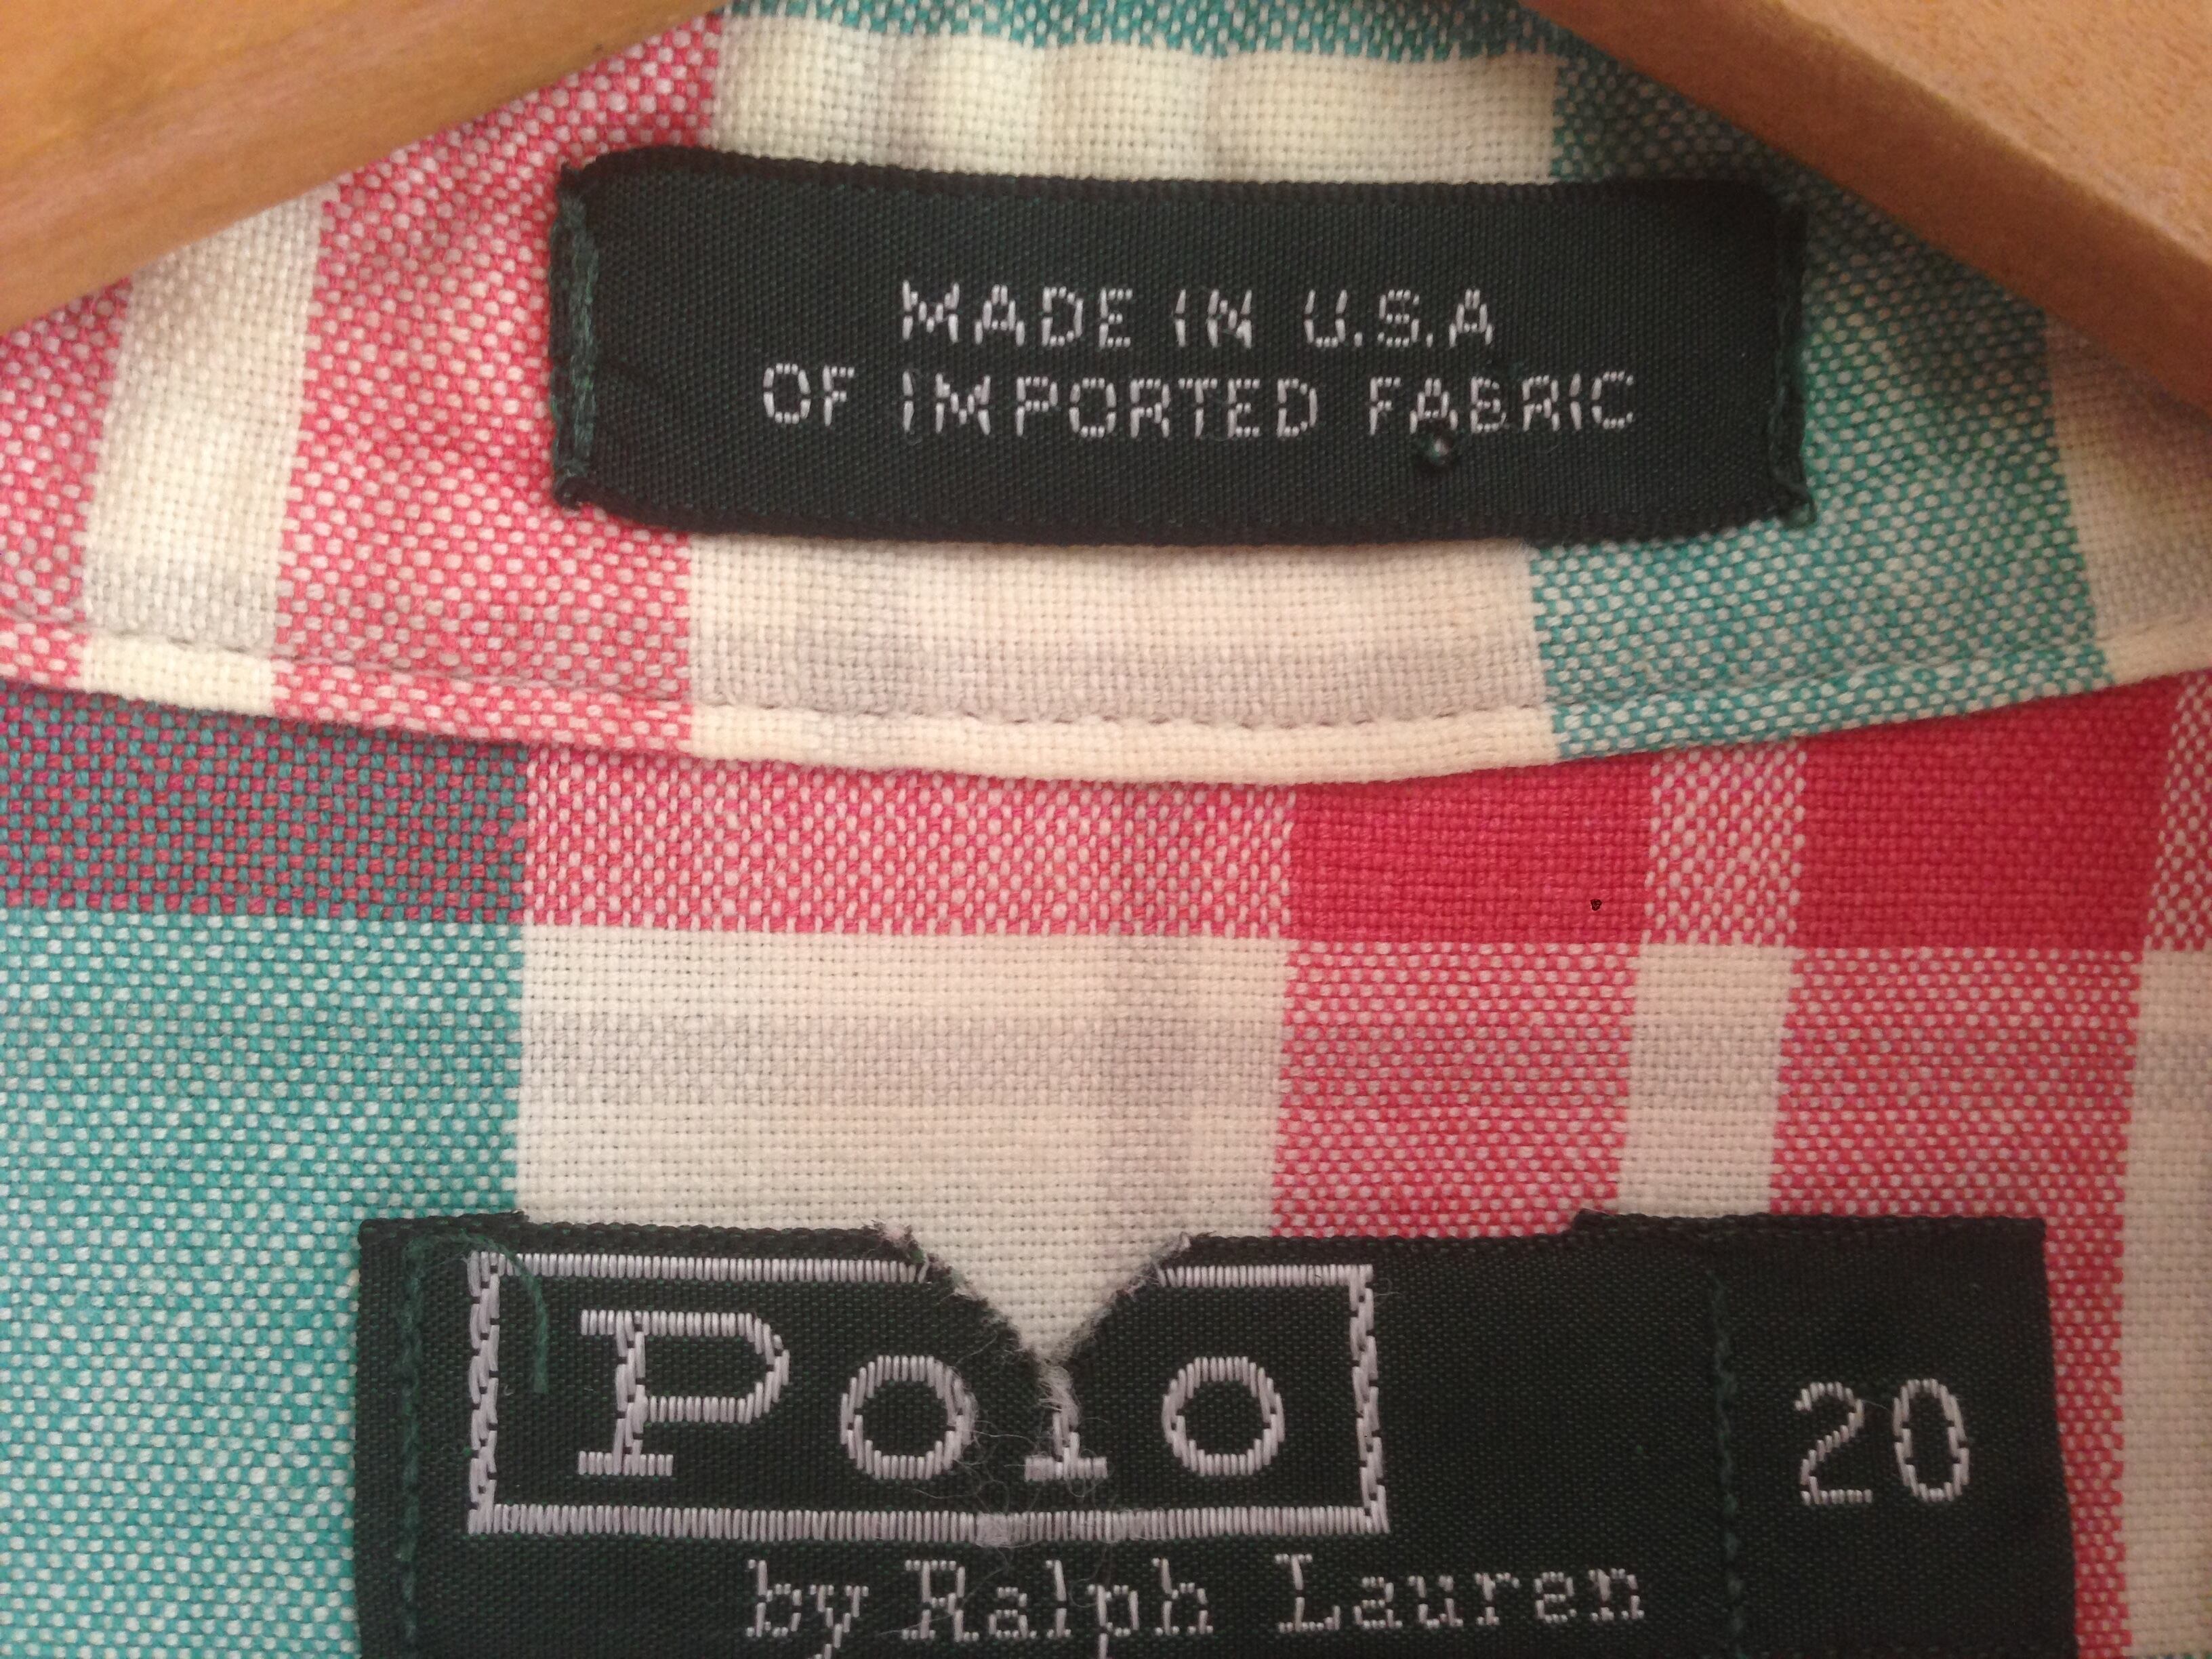 MADE IN U.S.A
OF IMPORTED FABRIC
Polo
20
by Ralph Lauren